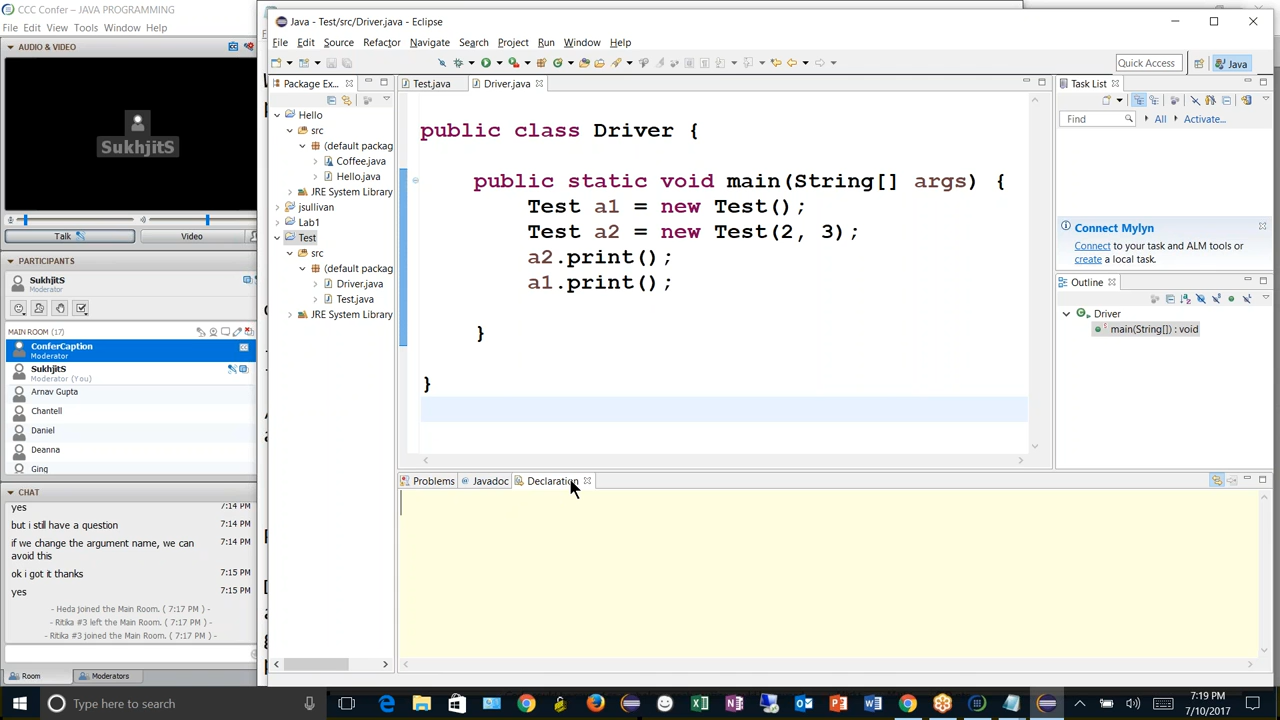 CCC Confer – JAVA PROGRAMMING
File Edit View Tools Window Help
AUDIO & VIDEO
SukhjitS
Talk
Video
PARTICIPANTS
SukhjitS
Moderator
MAIN ROOM (17)
ConferCaption
Moderator
SukhjitS
Moderator (You)
Arnav Gupta
Chantell
Daniel
Deanna
Ging
CHAT
yes 7:14 PM
but i still have a question 7:14 PM
if we change the argument name, we can 7:14 PM
avoid this
ok i got it thanks 7:15 PM
yes 7:15 PM
- Heda joined the Main Room. ( 7:17 PM ) -
- Ritika #3 left the Main Room. ( 7:17 PM ) -
- Ritika #3 joined the Main Room. ( 7:17 PM ) -
Room Moderators
Java - Test/src/Driver.java - Eclipse
File Edit Source Refactor Navigate Search Project Run Window Help
Quick Access
Java
Package Ex...
Hello
src
(default packag
Coffee.java
Hello.java
JRE System Library
jsullivan
Lab1
Test
src
(default packag
Driver.java
Test.java
JRE System Library
Test.java Driver.java
public class Driver {
public static void main(String[] args) {
Test a1 = new Test();
Test a2 = new Test(2, 3);
a2.print();
a1.print();
}
}
Problems Javadoc Declaration
Task List
Find All Activate...
Connect Mylyn
Connect to your task and ALM tools or
create a local task.
Outline
Driver
main(String[]) : void
Type here to search
7:19 PM
7/10/2017